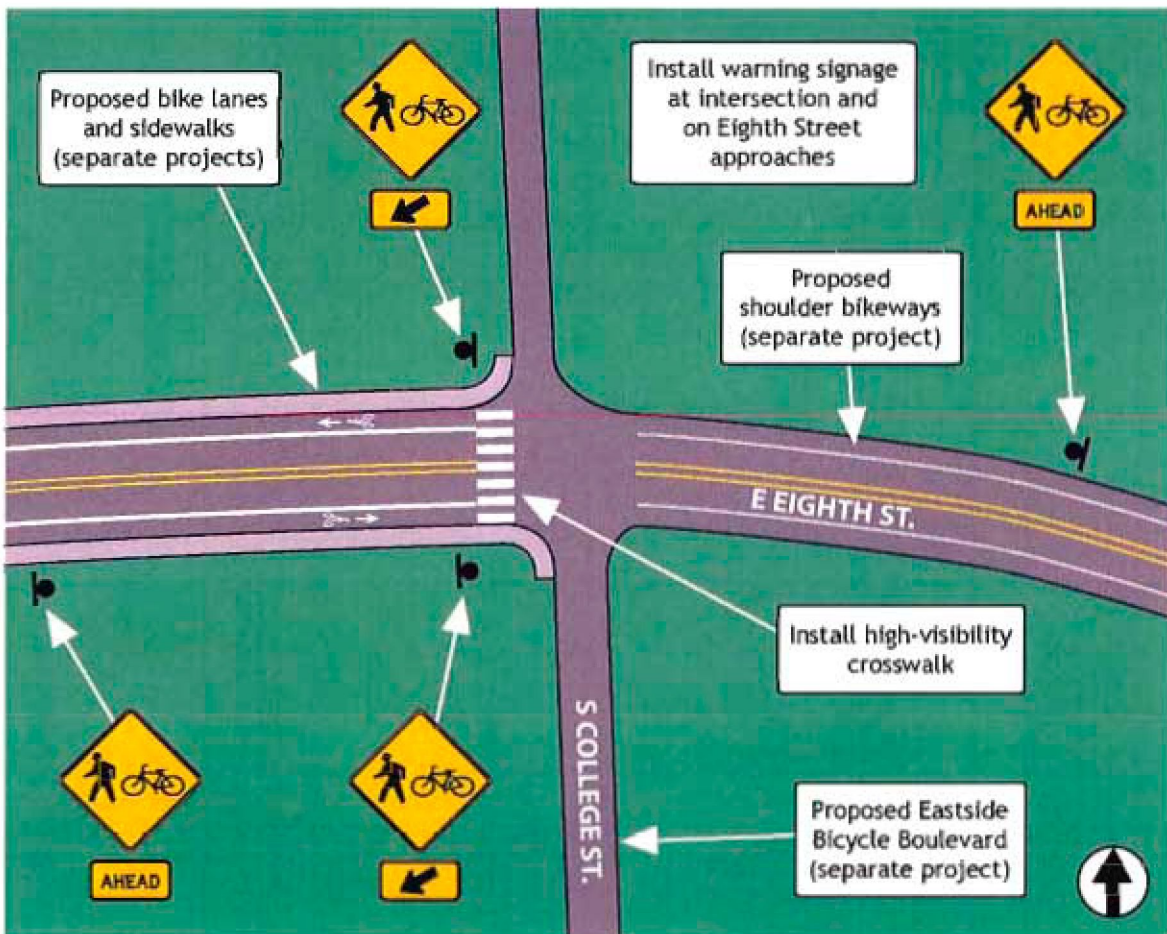 Proposed bike lanes
and sidewalks
(separate projects)
Install warning signage
at intersection and
on Eighth Street
approaches
AHEAD
Proposed
shoulder bikeways
(separate project)
E EIGHTH ST.
Install high-visibility
crosswalk
S COLLEGE ST.
Proposed Eastside
Bicycle Boulevard
(separate project)
AHEAD